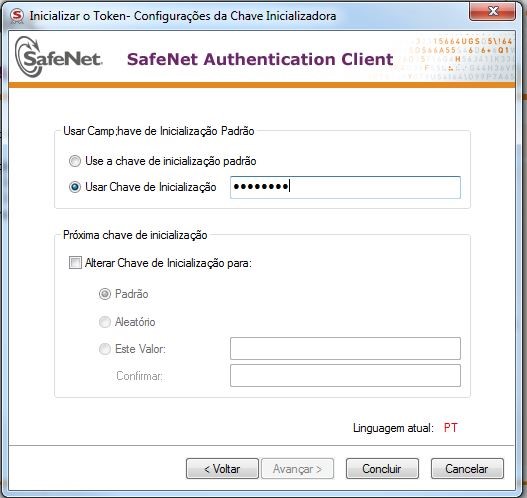 Inicializar o Token- Configurações da Chave Inicializadora
SafeNet.
SafeNet Authentication Client
Usar Camp;have de Inicialização Padrão
Use a chave de inicialização padrão
Usar Chave de Inicialização ••••••••
Próxima chave de inicialização
Alterar Chave de Inicialização para:
Padrão
Aleatório
Este Valor:
Confirmar:
Linguagem atual: PT
< Voltar Avançar > Concluir Cancelar